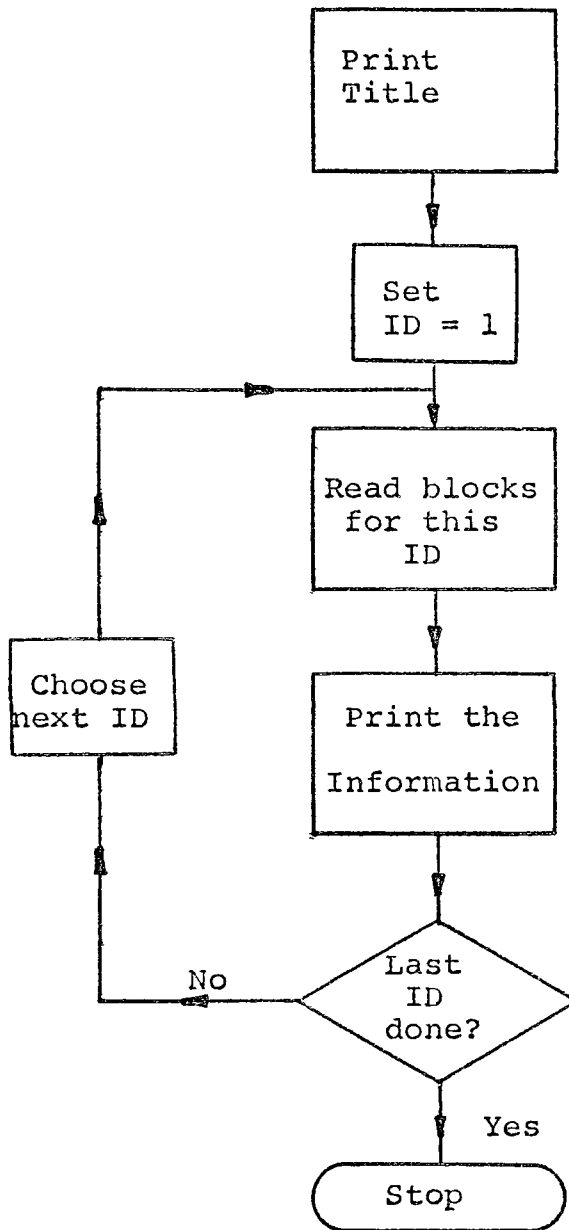 Print
Title
Set
ID = 1
Read blocks
for this
ID
Choose
next ID
Print the
Information
Last
ID
done?
No
Yes
Stop